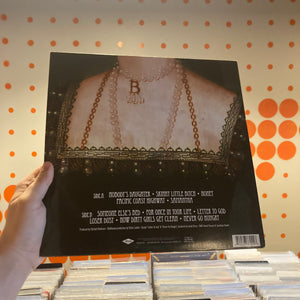 B
SIDE A NOBODY'S DAUGHTER · SKINNY LITTLE BITCH · HONEY
PACIFIC COAST HIGHWAY · SAMANTHA
SIDE B SOMEONE ELSE'S BED · FOR ONCE IN YOUR LIFE · LETTER TO GOD
LOSER DUST · HOW DIRTY GIRLS GET CLEAN · NEVER GO HUNGRY